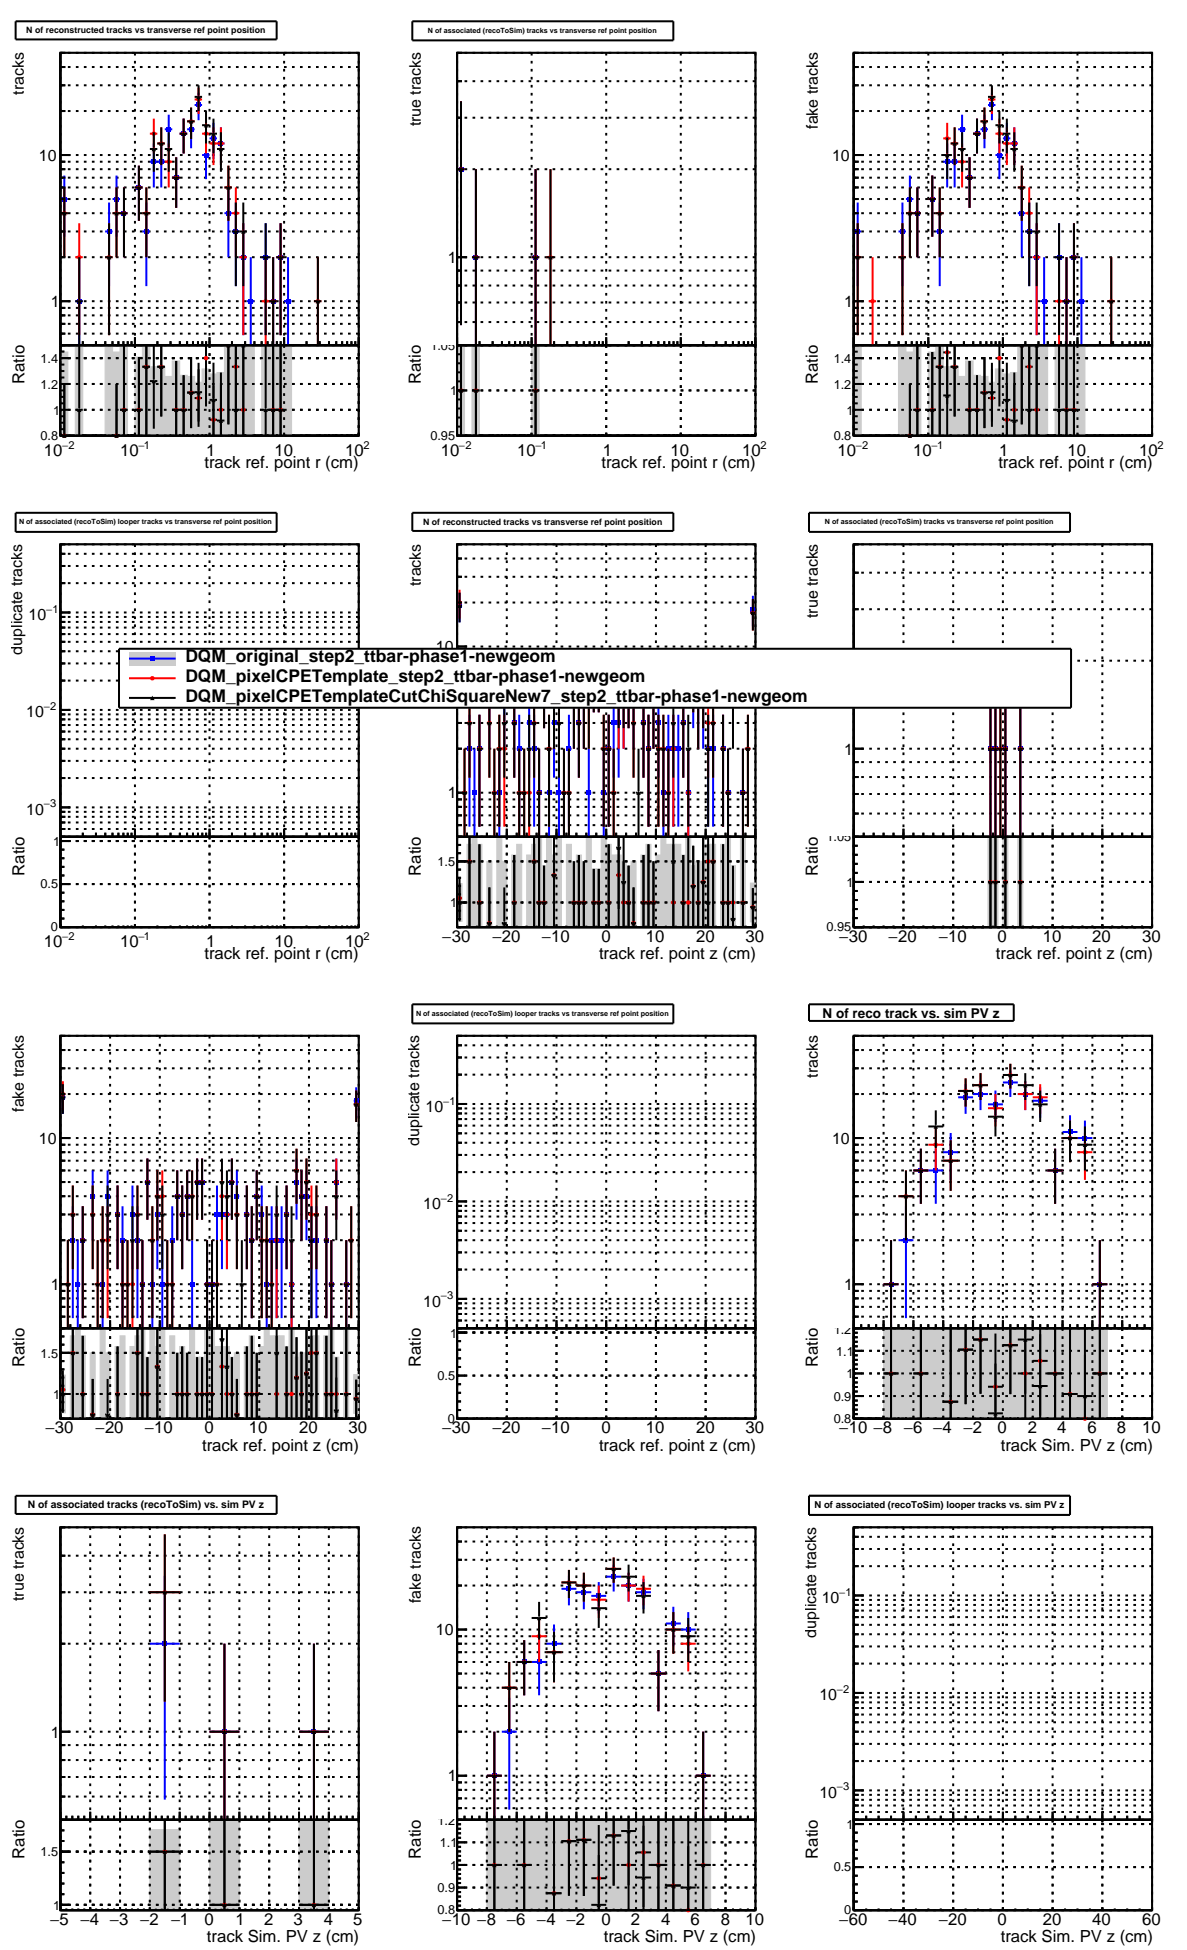 N of reconstructed tracks vs transverse ref point position
tracks
10
1
Ratio
1.4
1.2
1
0.8
10−2 10−1 1 10 102
track ref. point r (cm)
N of associated (recoToSim) tracks vs transverse ref point position
true tracks
1
Ratio
1.05
1
0.95
10−2 10−1 1 10 102
track ref. point r (cm)
fake tracks
10
1
Ratio
1.4
1.2
1
0.8
10−2 10−1 1 10 102
track ref. point r (cm)
N of associated (recoToSim) looper tracks vs transverse ref point position
duplicate tracks
10−1
10−2
10−3
Ratio
1
0.5
0
10−2 10−1 1 10 102
track ref. point r (cm)
N of reconstructed tracks vs transverse ref point position
tracks
10
1
Ratio
1.5
1
−30 −20 −10 0 10 20 30
track ref. point z (cm)
N of associated (recoToSim) tracks vs transverse ref point position
true tracks
1
Ratio
1.05
1
0.95
−30 −20 −10 0 10 20 30
track ref. point z (cm)
DQM_original_step2_ttbar-phase1-newgeom
DQM_pixelCPETemplate_step2_ttbar-phase1-newgeom
DQM_pixelCPETemplateCutChiSquareNew7_step2_ttbar-phase1-newgeom
fake tracks
10
1
Ratio
1.5
1
−30 −20 −10 0 10 20 30
track ref. point z (cm)
N of associated (recoToSim) looper tracks vs transverse ref point position
duplicate tracks
10−1
10−2
10−3
Ratio
1
0.5
0
−30 −20 −10 0 10 20 30
track ref. point z (cm)
N of reco track vs. sim PV z
tracks
10
1
Ratio
1.2
1.1
1
0.9
0.8
−10 −8 −6 −4 −2 0 2 4 6 8 10
track Sim. PV z (cm)
N of associated tracks (recoToSim) vs. sim PV z
true tracks
1
Ratio
1.5
1
−5 −4 −3 −2 −1 0 1 2 3 4 5
track Sim. PV z (cm)
fake tracks
10
1
Ratio
1.2
1.1
1
0.9
0.8
−10 −8 −6 −4 −2 0 2 4 6 8 10
track Sim. PV z (cm)
N of associated (recoToSim) looper tracks vs. sim PV z
duplicate tracks
10−1
10−2
10−3
Ratio
1
0.5
0
−60 −40 −20 0 20 40 60
track Sim. PV z (cm)